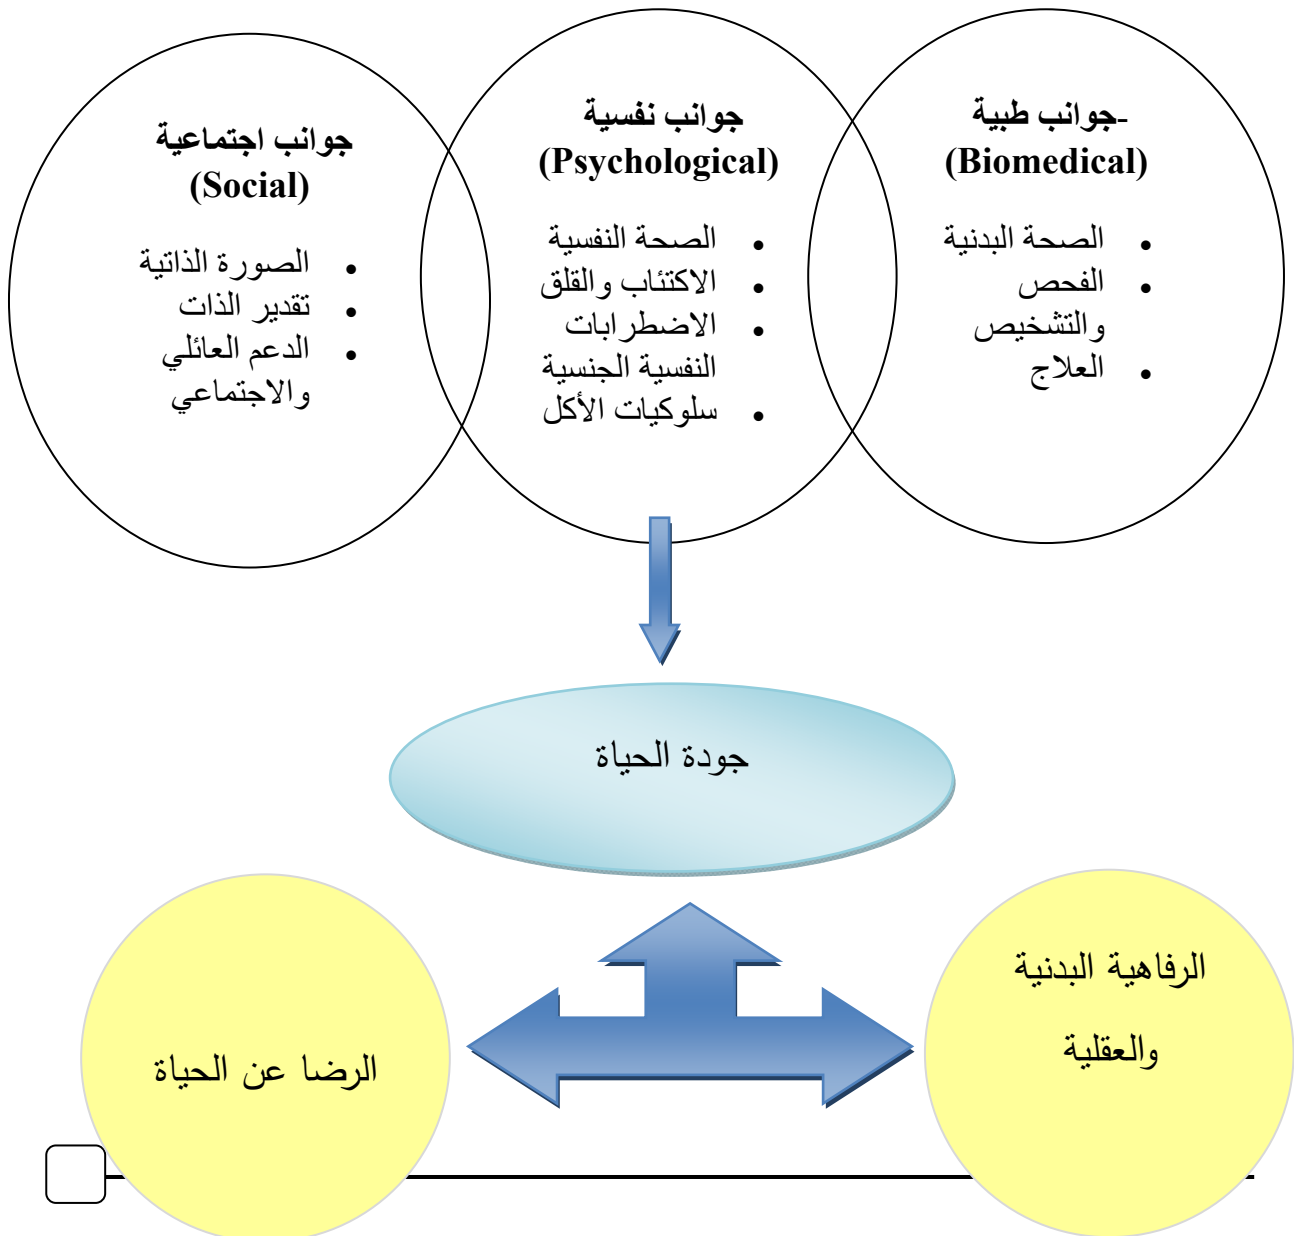 -جوانب طبية
(Biomedical)
• الصحة البدنية
• الفحص
والتشخيص
• العلاج
جوانب نفسية
(Psychological)
• الصحة النفسية
• الاكتئاب والقلق
• الاضطرابات
النفسية الجنسية
• سلوكيات الأكل
جوانب اجتماعية
(Social)
• الصورة الذاتية
• تقدير الذات
• الدعم العائلي
والاجتماعي
جودة الحياة
الرفاهية البدنية
والعقلية
الرضا عن الحياة